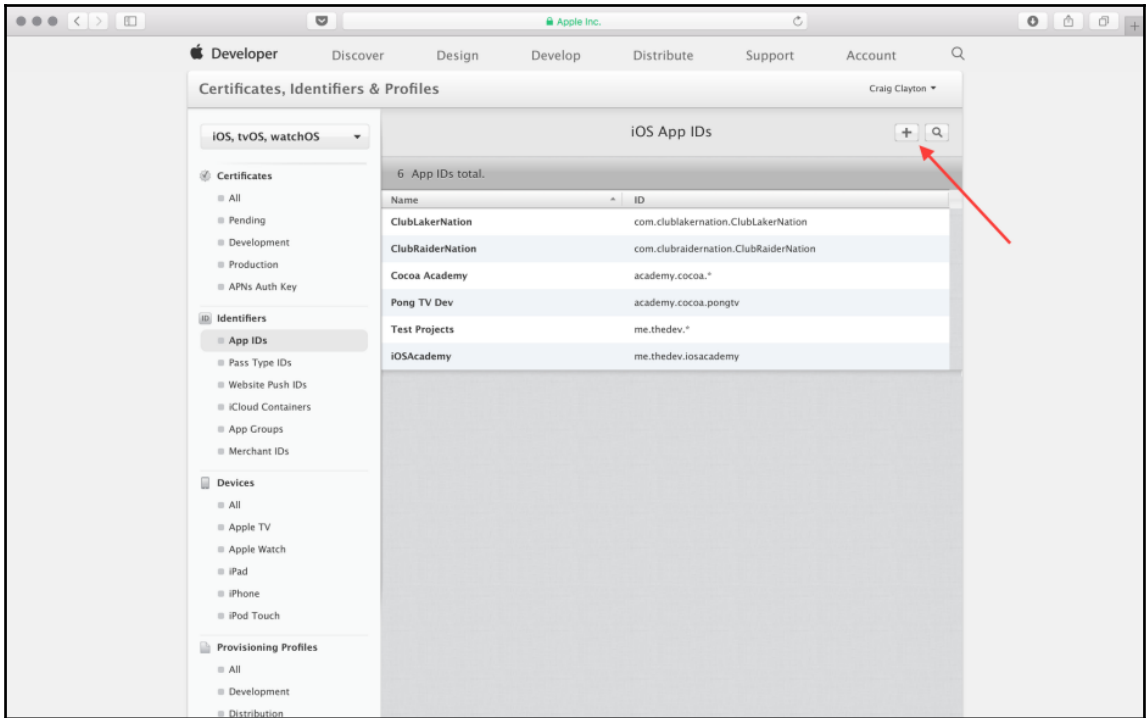 Apple Inc.
Developer Discover Design Develop Distribute Support Account
Certificates, Identifiers & Profiles
Craig Clayton
iOS, tvOS, watchOS
iOS App IDs
6 App IDs total.
Name ID
ClubLakerNation com.clublakernation.ClubLakerNation
ClubRaiderNation com.clubraidernation.ClubRaiderNation
Cocoa Academy academy.cocoa.*
Pong TV Dev academy.cocoa.pongtv
Test Projects me.thedev.*
iOSAcademy me.thedev.iosacademy
Certificates
All
Pending
Development
Production
APNs Auth Key
ID Identifiers
App IDs
Pass Type IDs
Website Push IDs
iCloud Containers
App Groups
Merchant IDs
Devices
All
Apple TV
Apple Watch
iPad
iPhone
iPod Touch
Provisioning Profiles
All
Development
Distribution